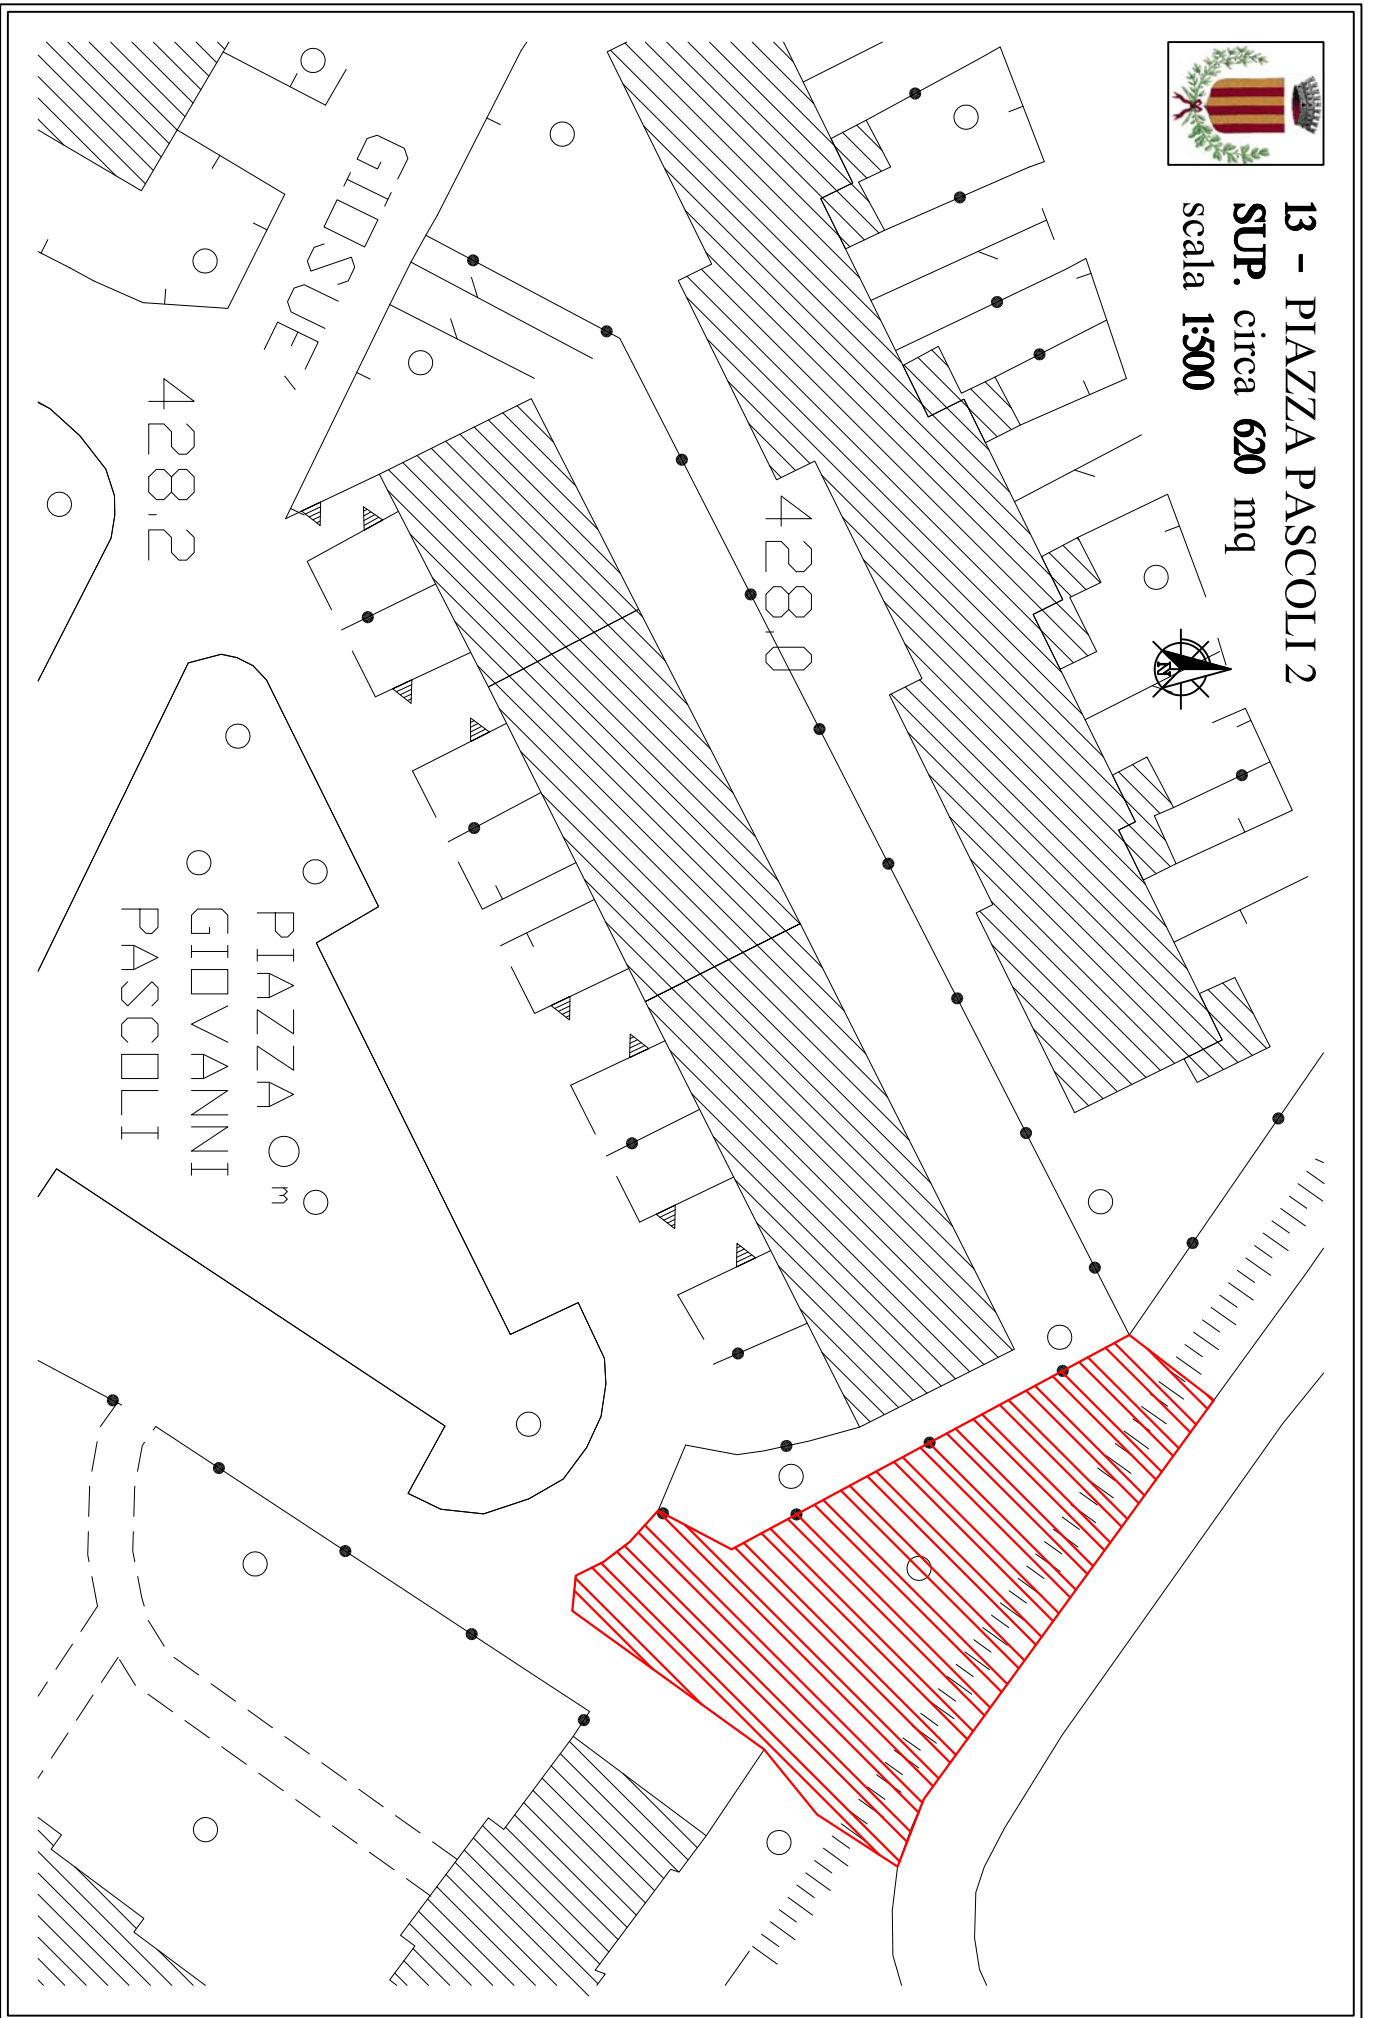 13 - PIAZZA PASCOLI 2
SUP. circa 620 mq
scala 1:500
N
428.0
GIOSUE'
428.2
PIAZZA
GIOVANNI
PASCOLI
m